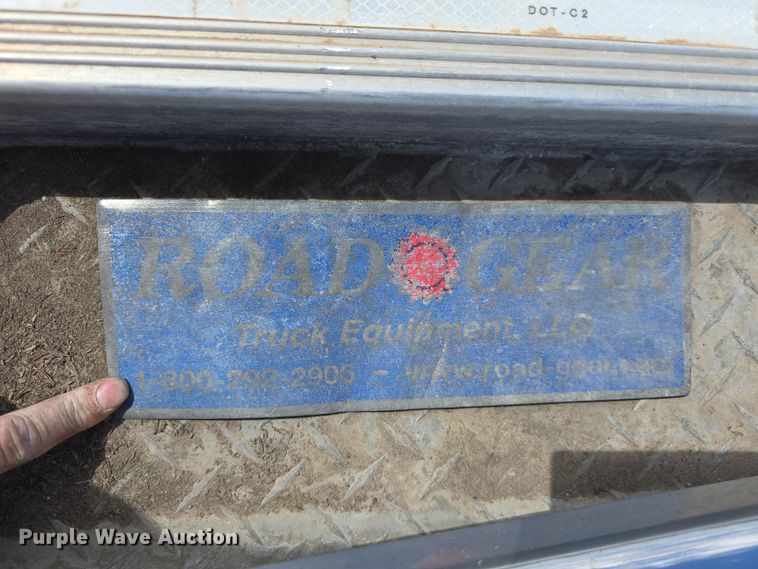 DOT-C2
ROAD GEAR
Truck Equipment, LLC
1-800-292-2906 - www.road-gear.com
Purple Wave Auction